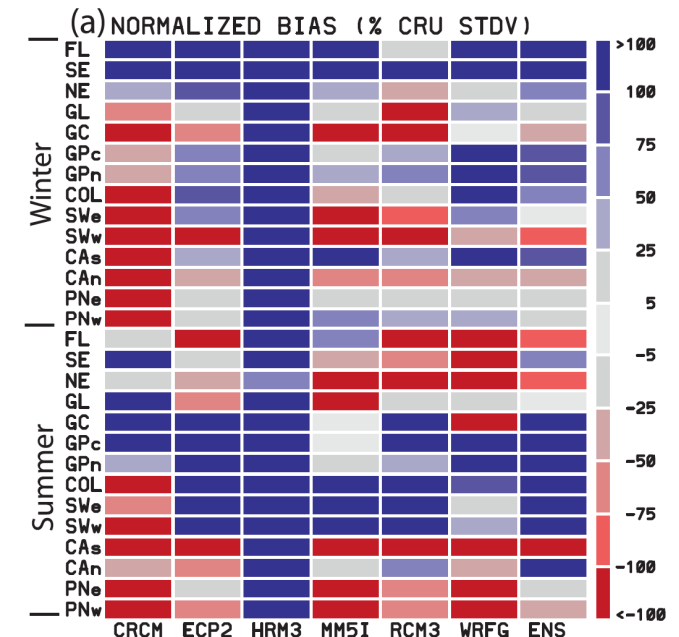 (a) NORMALIZED BIAS (% CRU STDV)
Winter
FL
SE
NE
GL
GC
GPc
GPn
COL
SWe
SWw
CAs
CAn
PNe
PNw
Summer
FL
SE
NE
GL
GC
GPc
GPn
COL
SWe
SWw
CAs
CAn
PNe
PNw
CRCM ECP2 HRM3 MM5I RCM3 WRFG ENS
>100
100
75
50
25
5
-5
-25
-50
-75
-100
<-100